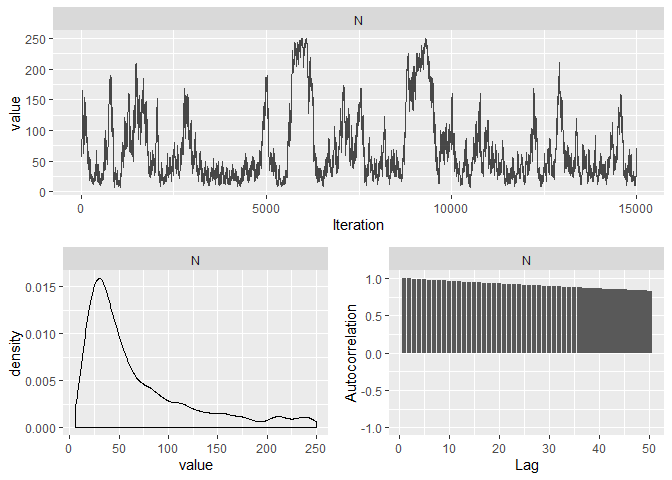 N
250
200
150
100
50
0
value
0 5000 10000 15000
Iteration
N
0.015
0.010
0.005
0.000
density
0 50 100 150 200 250
value
N
1.0
0.5
0.0
-0.5
-1.0
Autocorrelation
0 10 20 30 40 50
Lag